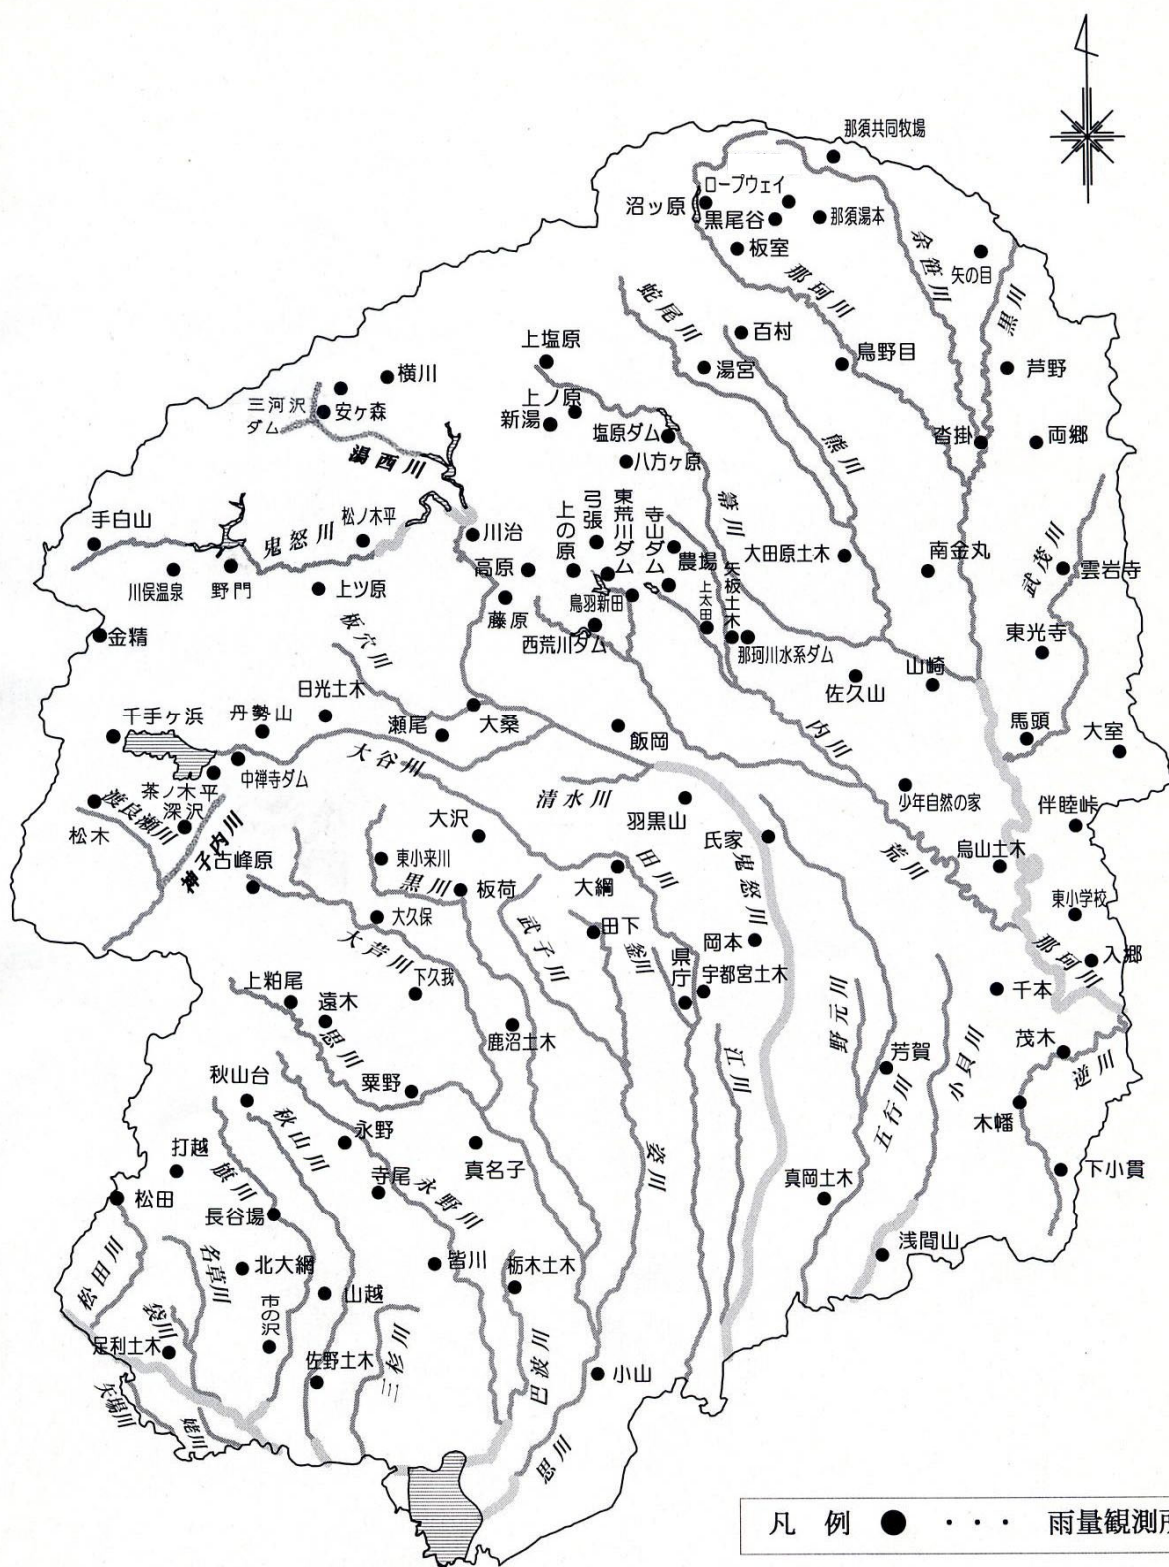 那須共同牧場
ロープウェイ
沼ッ原
黒尾谷
那須湯本
板室
余笹川
矢の目
那珂川
黒川
蛇尾川
百村
鳥野目
湯宮
芦野
上塩原
横川
上ノ原
新湯
三河沢
ダム
安ヶ森
塩原ダム
熊川
沓掛
両郷
八方ヶ原
湯西川
箒川
手白山
鬼怒川
松ノ木平
川治
上の原
弓張
東荒川ダム
寺山ダム
農場
大田原土木
南金丸
武茂川
雲岩寺
川俣温泉
野門
上ツ原
高原
藤原
鳥羽新田
上太田
矢板土木
西荒川ダム
那珂川水系ダム
金精
板穴川
東光寺
佐久山
山崎
千手ヶ浜
丹勢山
日光土木
瀬尾
大桑
飯岡
内川
馬頭
大室
大谷川
中禅寺ダム
茶ノ木平
深沢
清水川
羽黒山
少年自然の家
伴睦峠
渡良瀬川
松木
神子内川
大沢
氏家
荒川
烏山土木
古峰原
東小来川
黒川
板荷
大網
田川
鬼怒川
東小学校
大久保
武子川
田下
釜川
岡本
大芦川
県庁
宇都宮土木
那珂川
入郷
下久我
上粕尾
遠木
千本
思川
鹿沼土木
野元川
小貝川
茂木
逆川
芳賀
江川
秋山台
粟野
五行川
木幡
秋山川
永野
真名子
打越
旗川
寺尾
永野川
姿川
下小貫
松田
長谷場
真岡土木
浅間山
松田川
名草川
北大網
皆川
栃木土木
山越
市の沢
袋川
足利土木
佐野土木
三杉川
巴波川
小山
矢場川
姥川
思川
凡例 ● ・・・ 雨量観測所